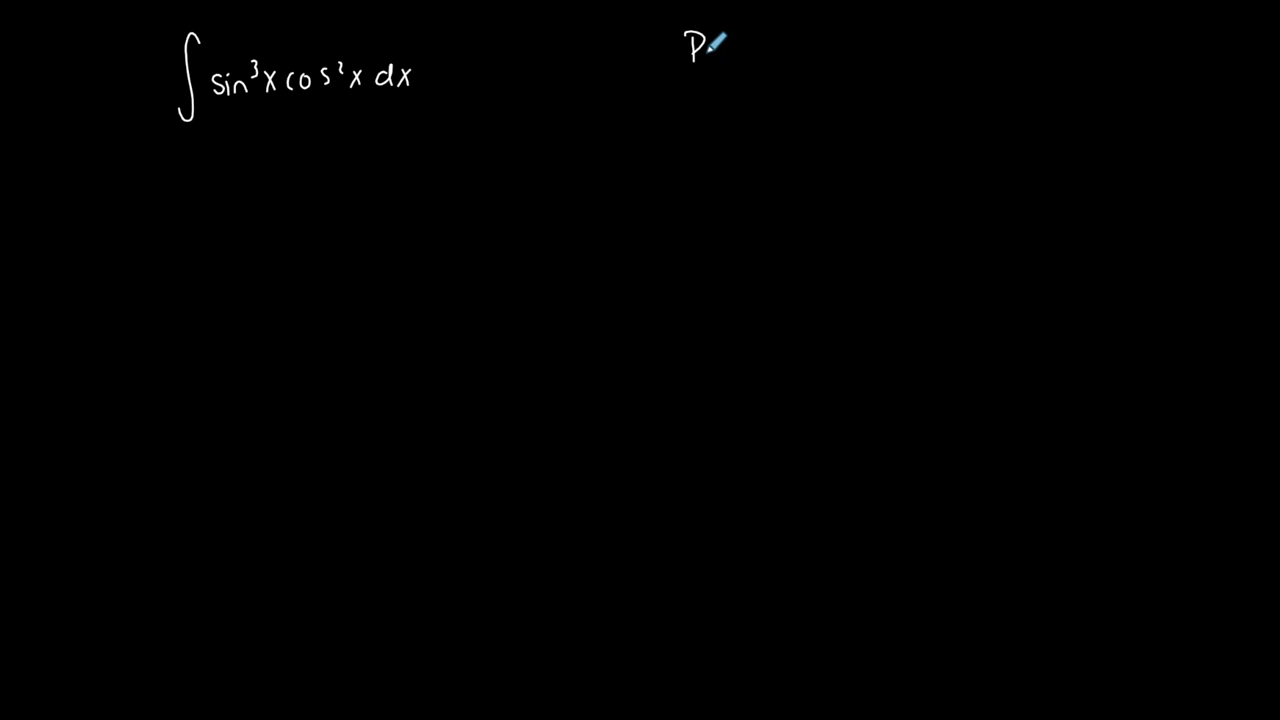 ∫ sin³x cos²x dx
P